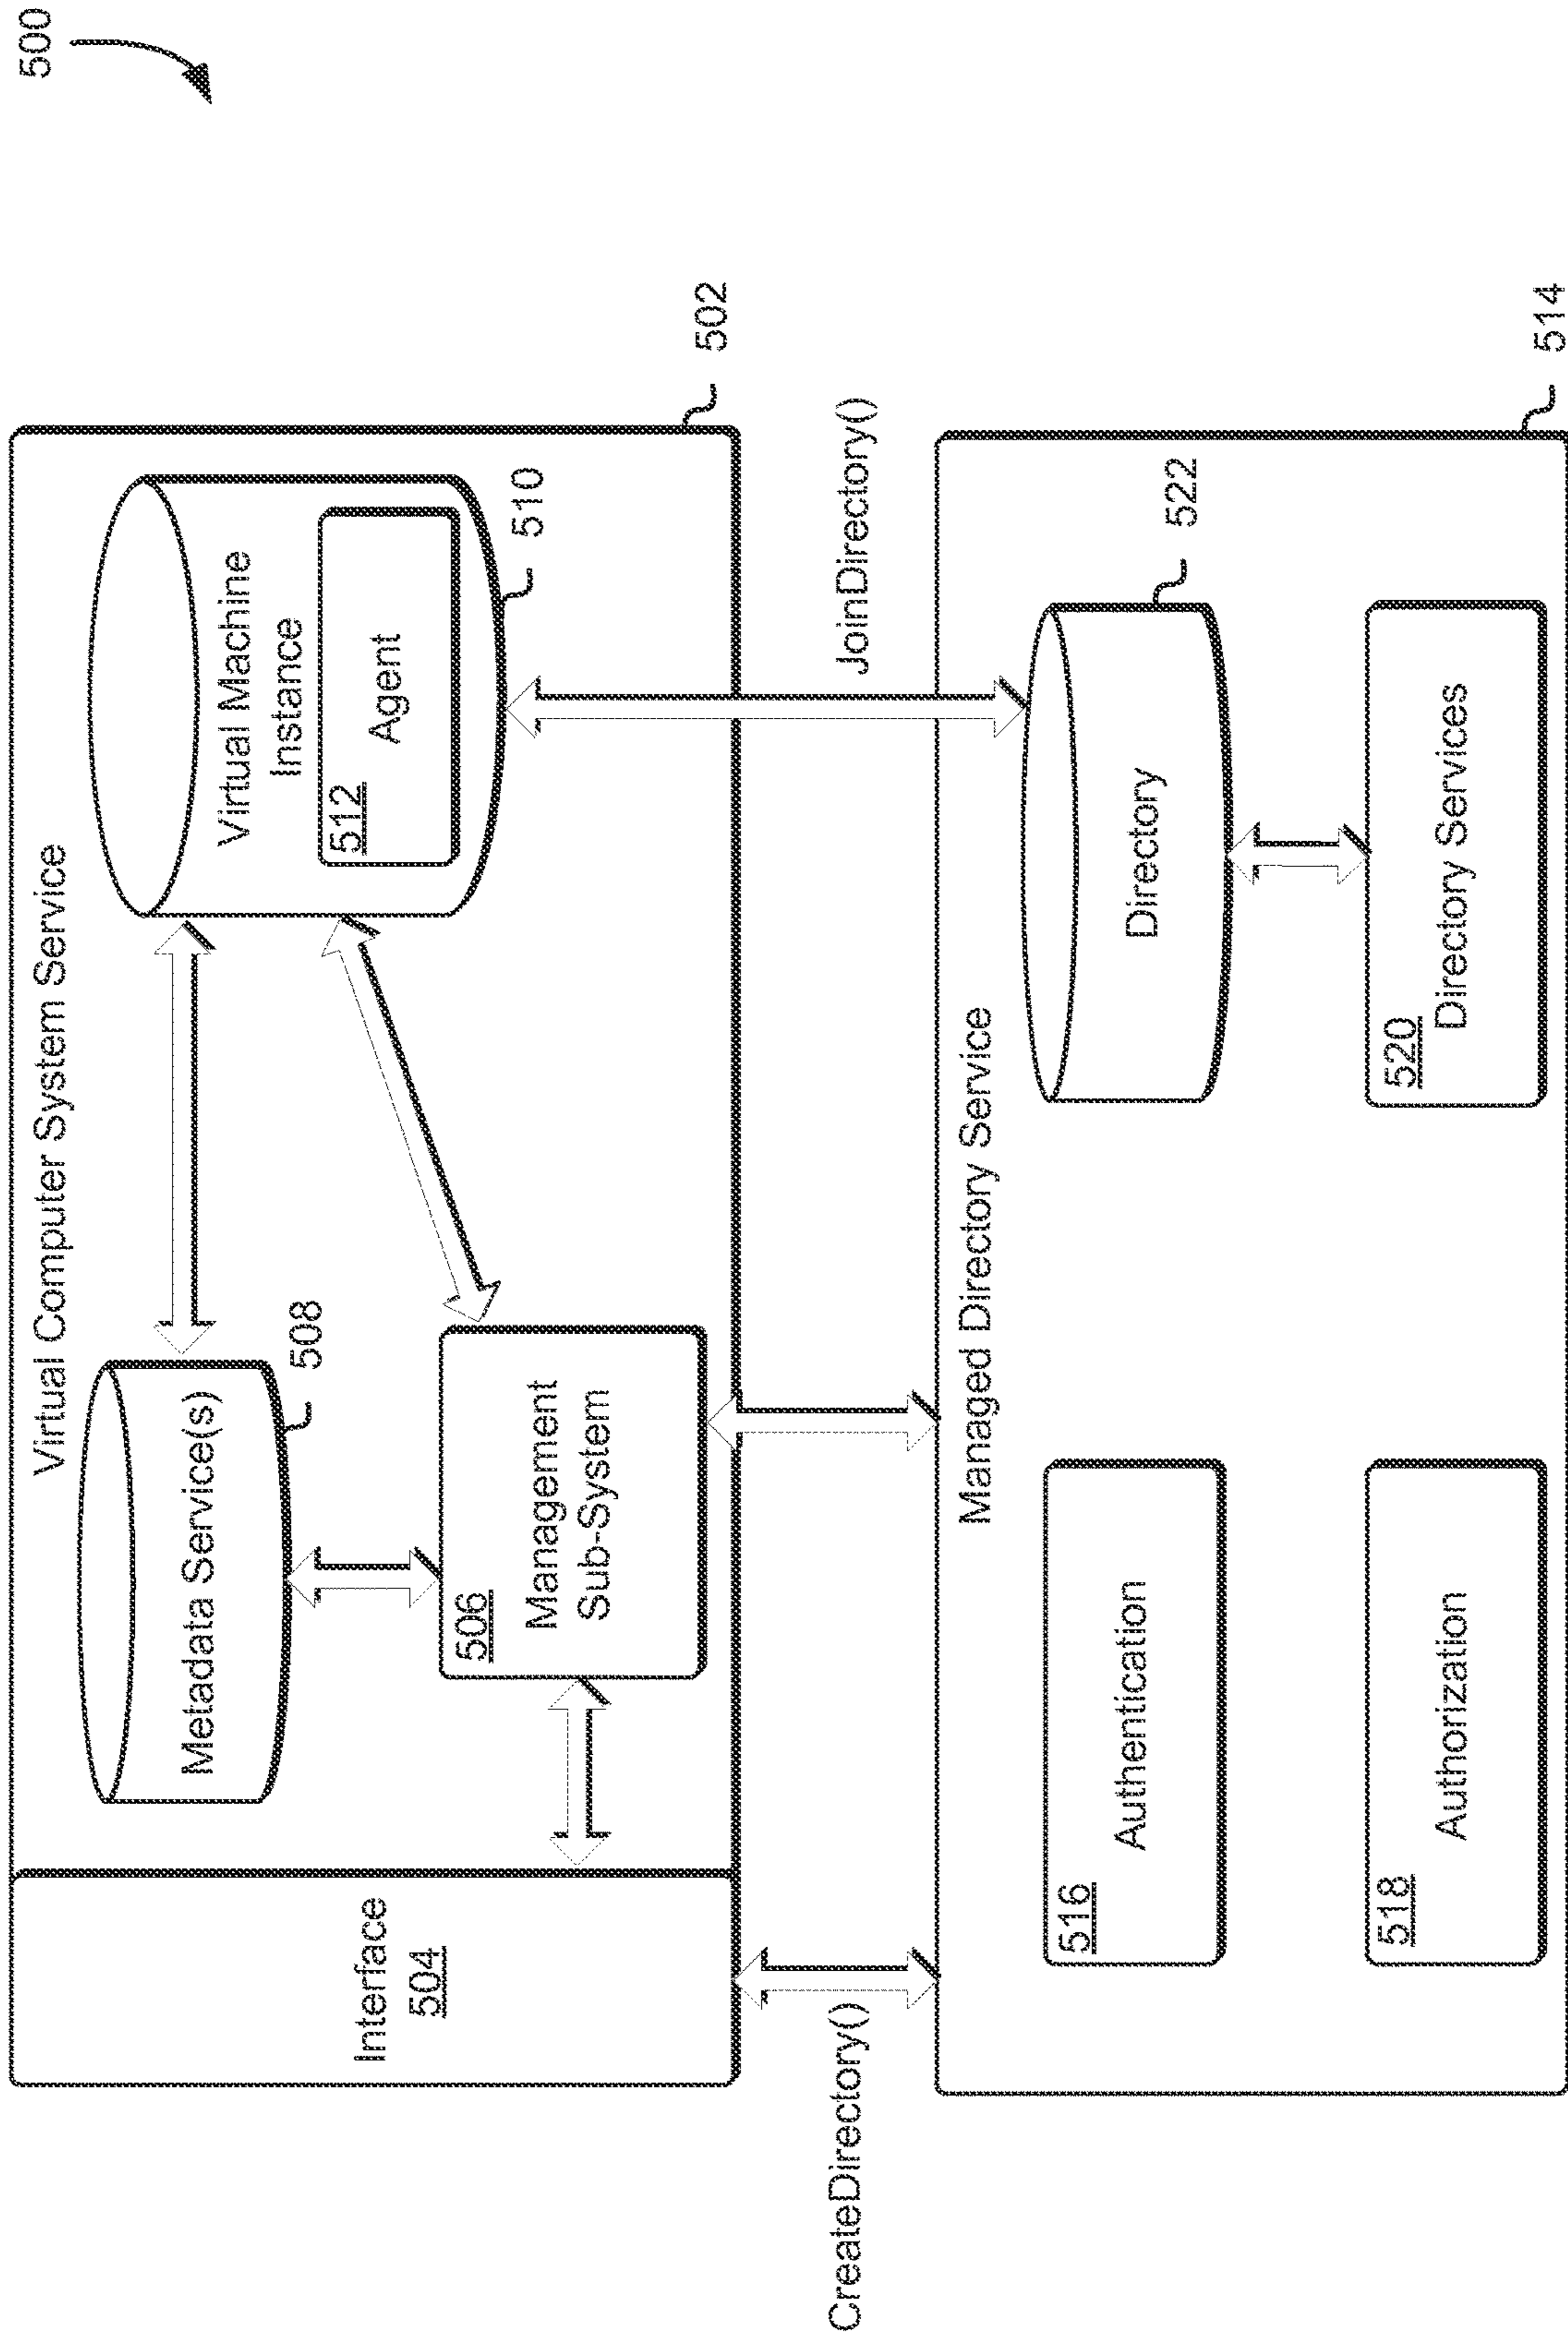 500
Virtual Computer System Service
Interface
504
Metadata Service(s)
508
506
Management
Sub-System
Virtual Machine
Instance
512
Agent
510
502
CreateDirectory()
JoinDirectory()
Managed Directory Service
516
Authentication
518
Authorization
Directory
522
520
Directory Services
514